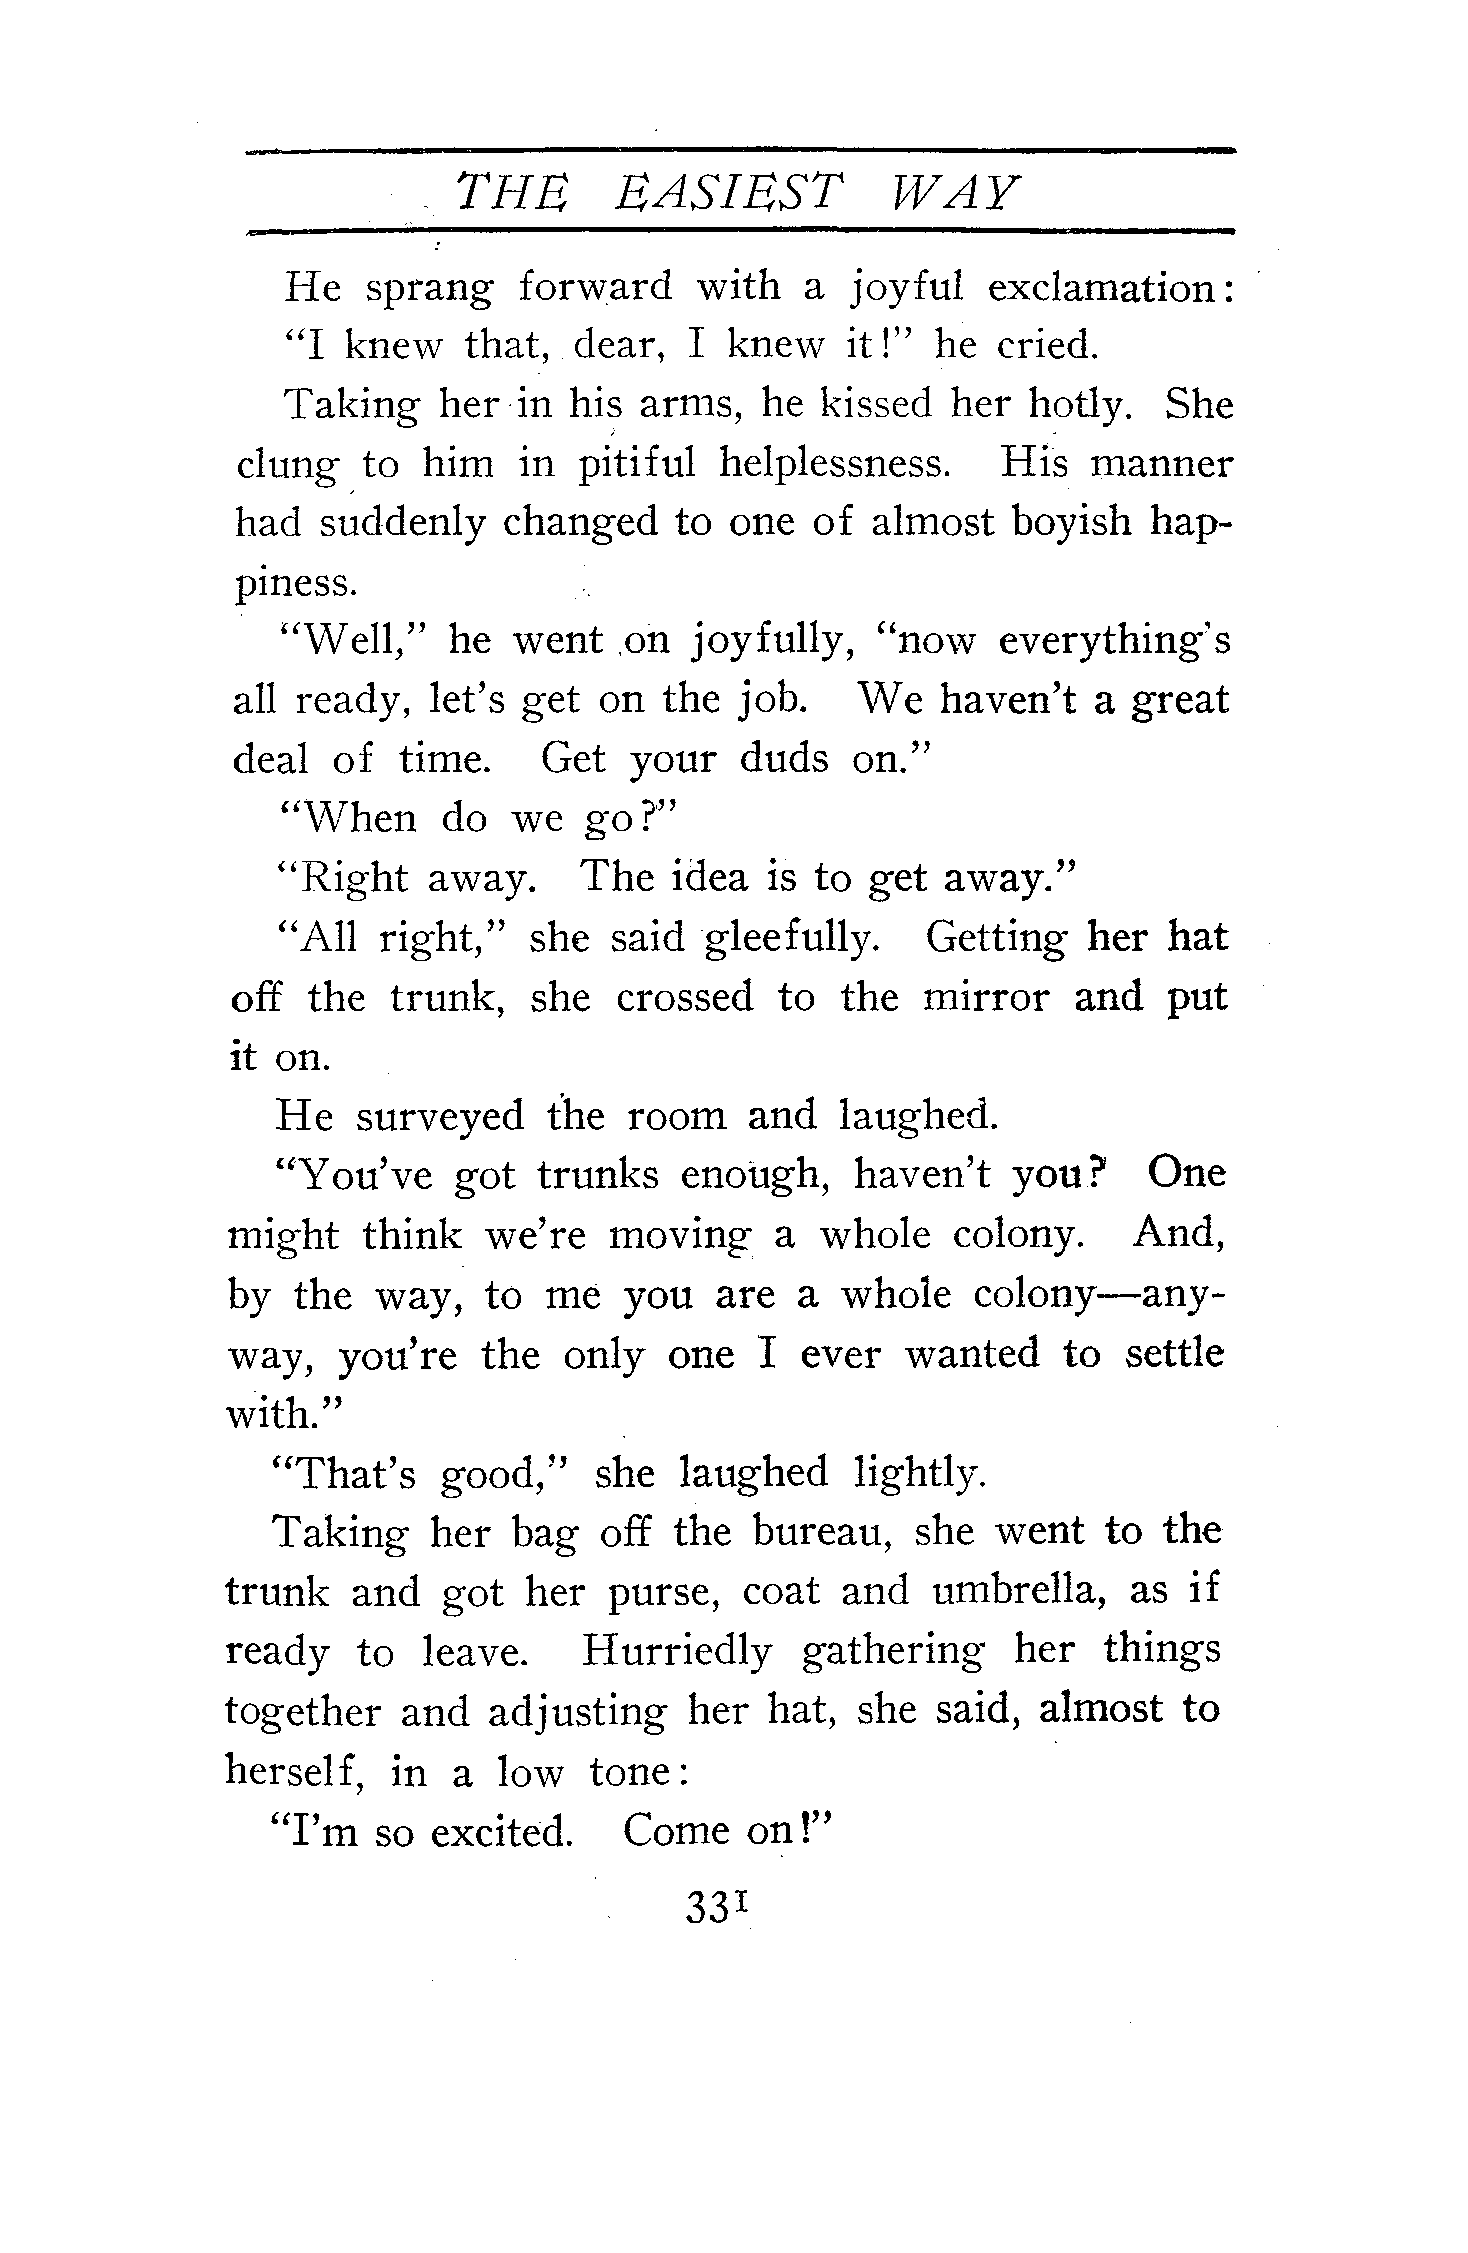 THE EASIEST WAY
He sprang forward with a joyful exclamation:
"I knew that, dear, I knew it!" he cried.
Taking her in his arms, he kissed her hotly. She
clung to him in pitiful helplessness. His manner
had suddenly changed to one of almost boyish hap-
piness.
"Well," he went on joyfully, "now everything's
all ready, let's get on the job. We haven't a great
deal of time. Get your duds on."
"When do we go?"
"Right away. The idea is to get away."
"All right," she said gleefully. Getting her hat
off the trunk, she crossed to the mirror and put
it on.
He surveyed the room and laughed.
"You've got trunks enough, haven't you? One
might think we're moving a whole colony. And,
by the way, to me you are a whole colony—any-
way, you're the only one I ever wanted to settle
with."
"That's good," she laughed lightly.
Taking her bag off the bureau, she went to the
trunk and got her purse, coat and umbrella, as if
ready to leave. Hurriedly gathering her things
together and adjusting her hat, she said, almost to
herself, in a low tone:
"I'm so excited. Come on!"
331